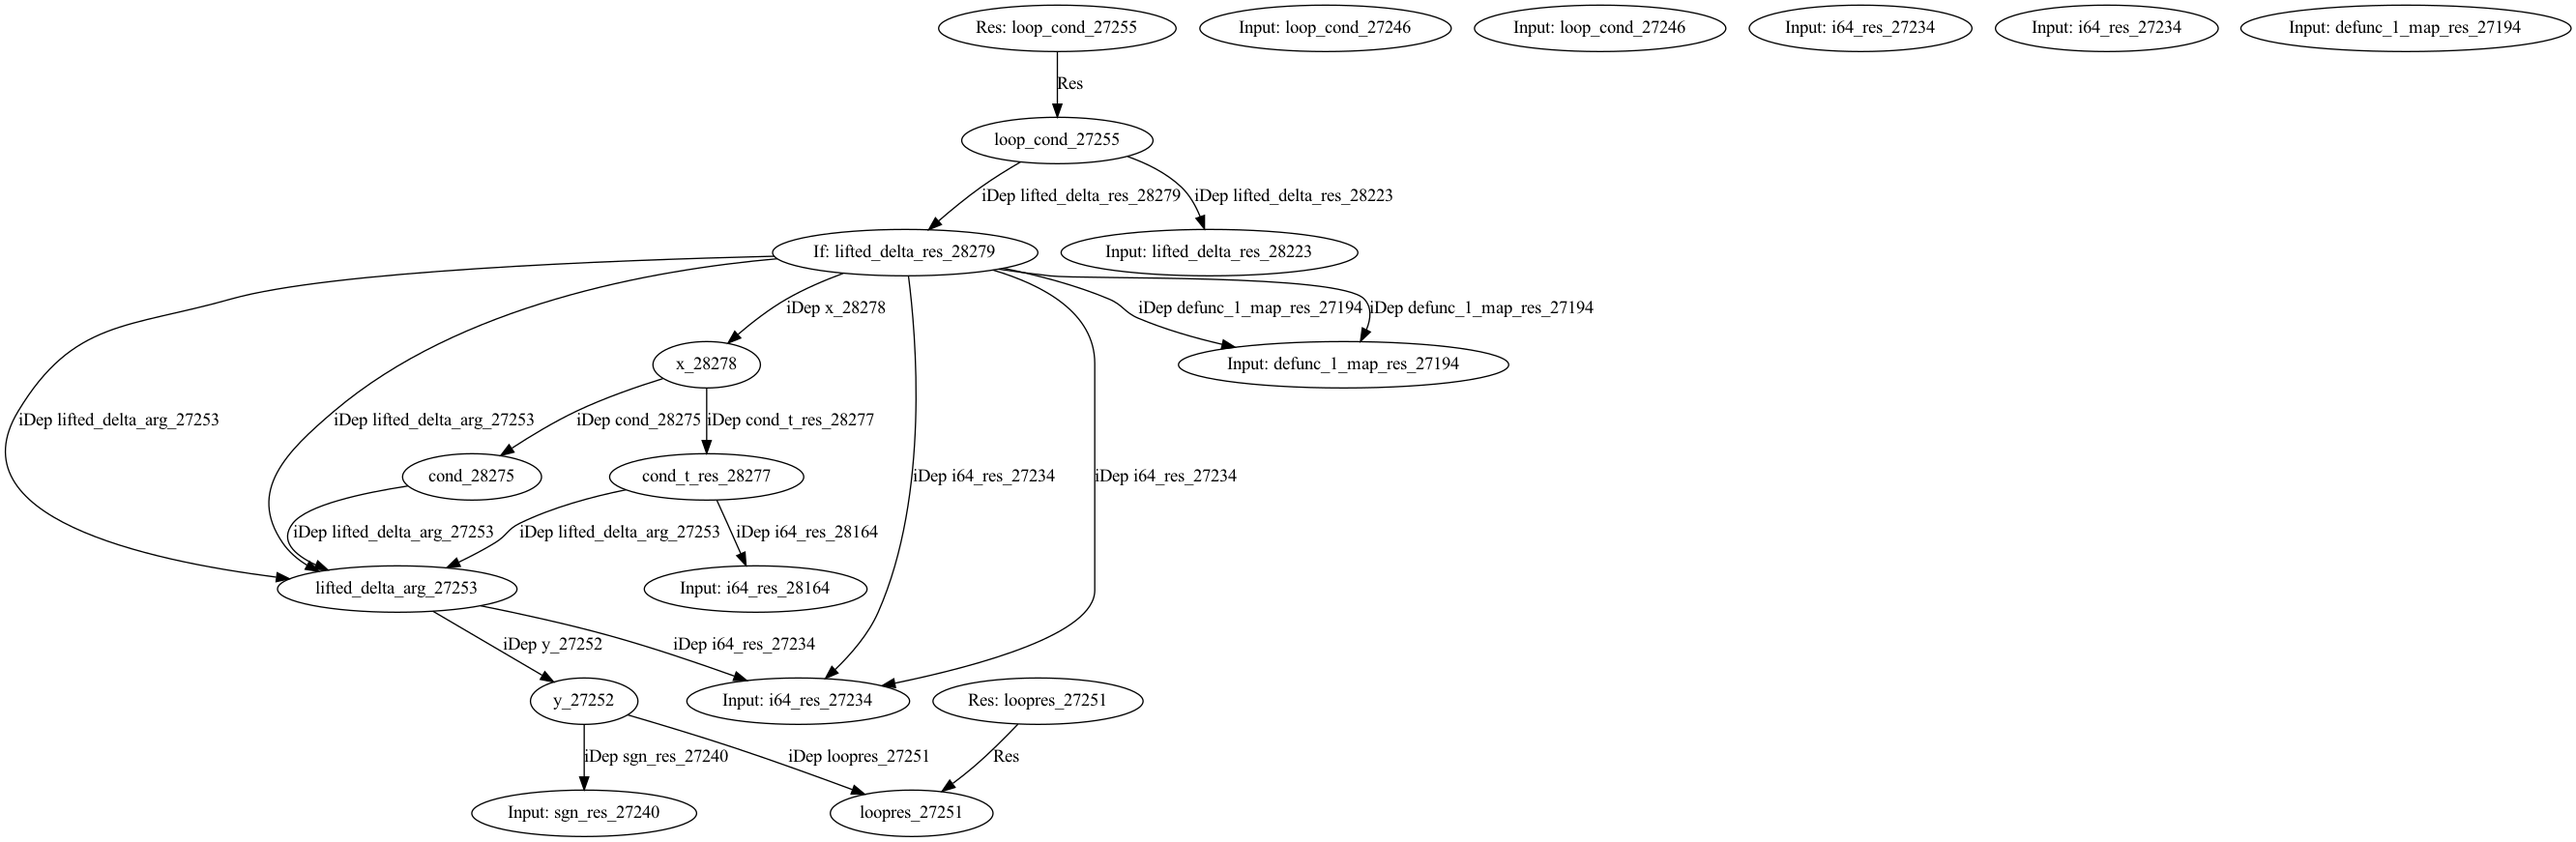 Res: loop_cond_27255
Input: loop_cond_27246
Input: loop_cond_27246
Input: i64_res_27234
Input: i64_res_27234
Input: defunc_1_map_res_27194
Res
loop_cond_27255
iDep lifted_delta_res_28279
iDep lifted_delta_res_28223
If: lifted_delta_res_28279
Input: lifted_delta_res_28223
iDep x_28278
iDep defunc_1_map_res_27194
iDep defunc_1_map_res_27194
x_28278
Input: defunc_1_map_res_27194
iDep lifted_delta_arg_27253
iDep lifted_delta_arg_27253
iDep cond_28275
iDep cond_t_res_28277
cond_28275
cond_t_res_28277
iDep i64_res_27234
iDep i64_res_27234
iDep lifted_delta_arg_27253
iDep lifted_delta_arg_27253
iDep i64_res_28164
lifted_delta_arg_27253
Input: i64_res_28164
iDep y_27252
iDep i64_res_27234
y_27252
Input: i64_res_27234
Res: loopres_27251
iDep sgn_res_27240
iDep loopres_27251
Res
Input: sgn_res_27240
loopres_27251